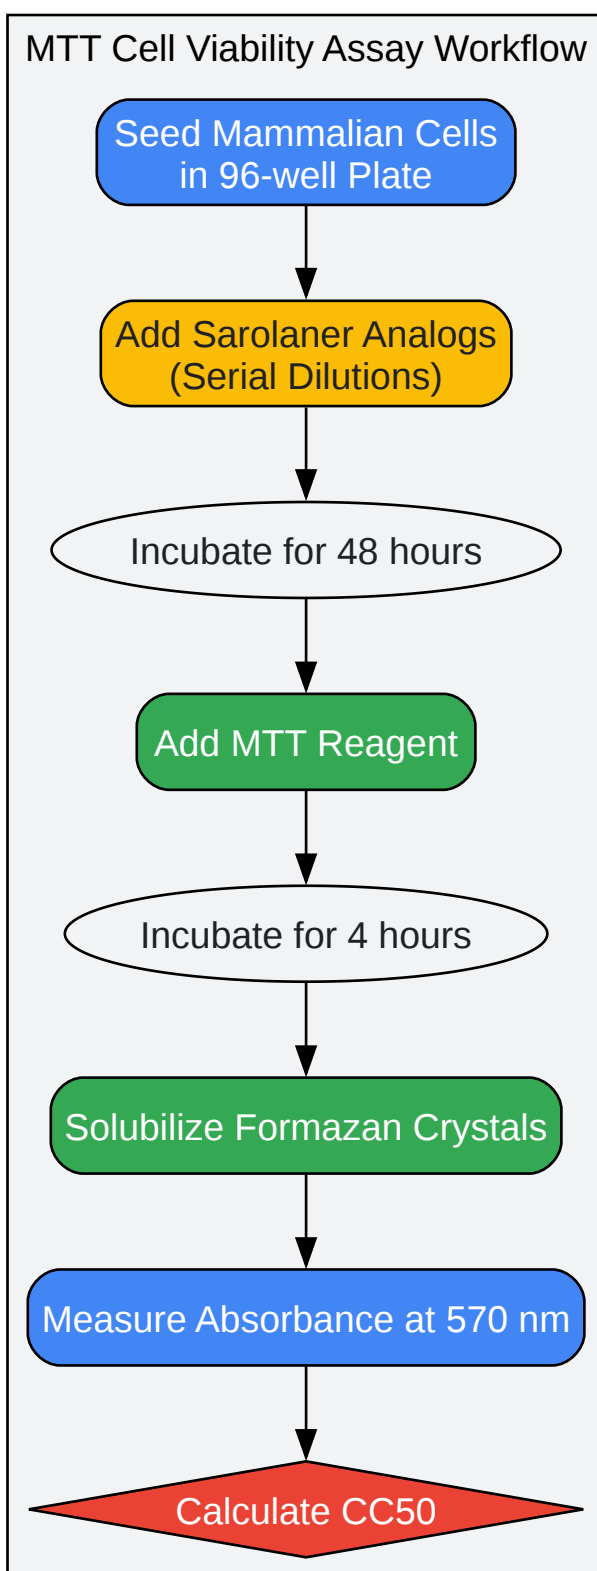 MTT Cell Viability Assay Workflow
Seed Mammalian Cells
in 96-well Plate
Add Sarolaner Analogs
(Serial Dilutions)
Incubate for 48 hours
Add MTT Reagent
Incubate for 4 hours
Solubilize Formazan Crystals
Measure Absorbance at 570 nm
Calculate CC50